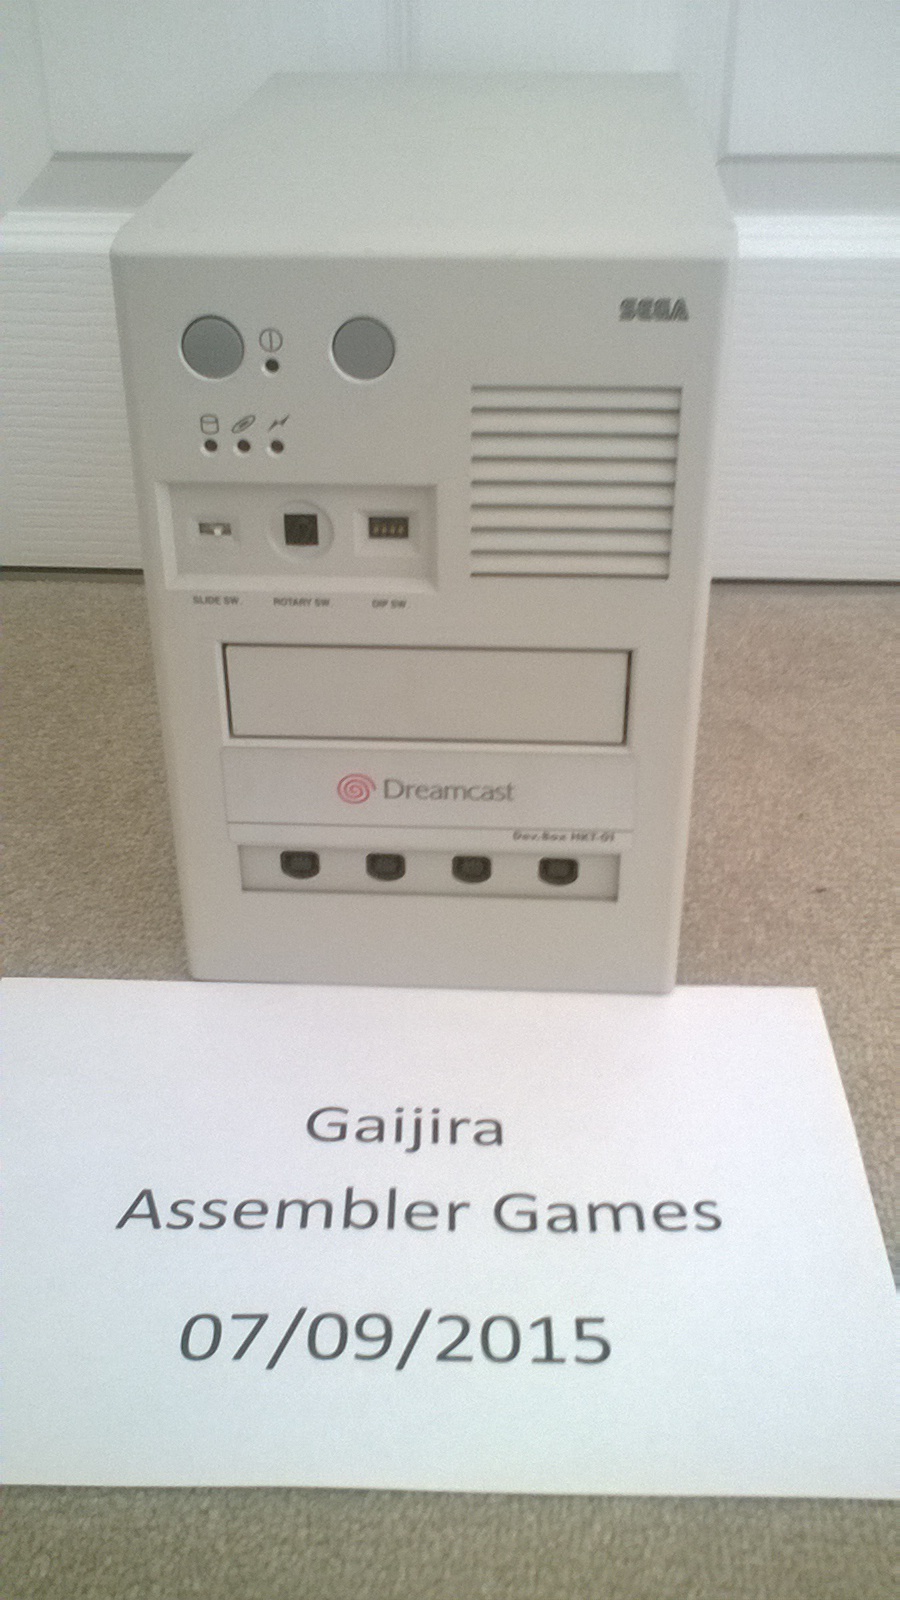 SEGA
SLIDE SW. ROTARY SW. DIP SW.
Dreamcast
Dev.Box HKT-01
Gaijira
Assembler Games
07/09/2015